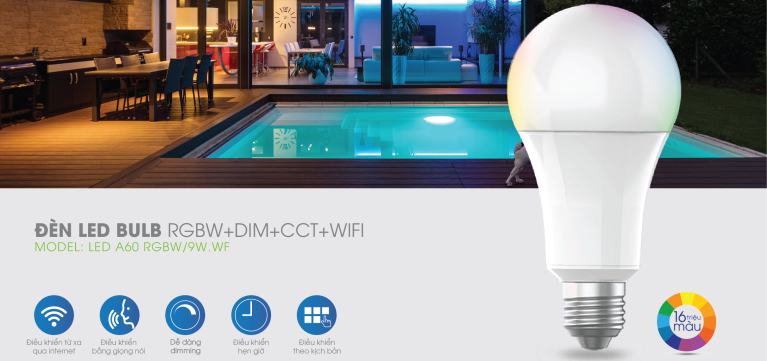 ĐÈN LED BULB RGBW+DIM+CCT+WIFI
MODEL: LED A60 RGBW/9W.WF
Điều khiển từ xa
qua internet
Điều khiển
bằng giọng nói
Dễ dàng
dimming
Điều khiển
hẹn giờ
Điều khiển
theo kịch bản
16 triệu
màu